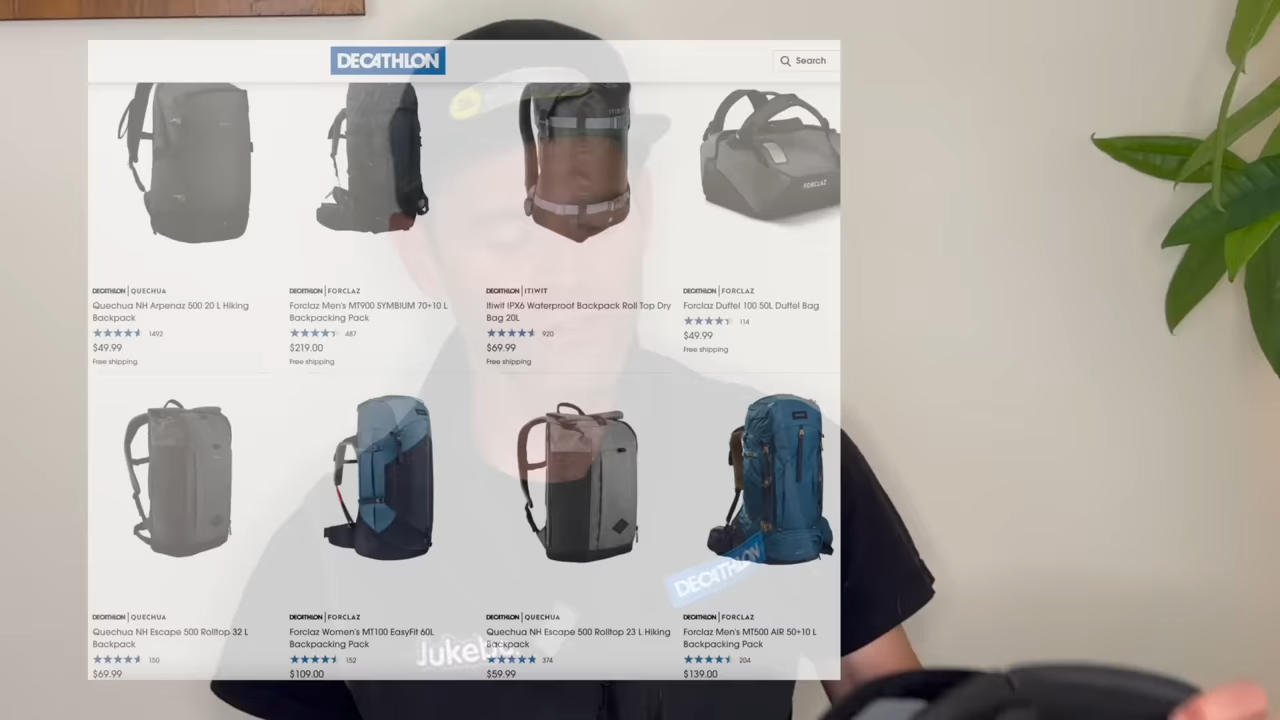 DECATHLON
Search
ITIWIT
FORCLAZ
DECATHLON | QUECHUA
Quechua NH Arpenaz 500 20 L Hiking
Backpack
1492
$49.99
Free shipping
DECATHLON | FORCLAZ
Forclaz Men's MT900 SYMBIUM 70+10 L
Backpacking Pack
487
$219.00
Free shipping
DECATHLON | ITIWIT
Itiwit IPX6 Waterproof Backpack Roll Top Dry
Bag 20L
920
$69.99
Free shipping
DECATHLON | FORCLAZ
Forclaz Duffel 100 50L Duffel Bag
114
$49.99
Free shipping
DECATHLON
DECATHLON | QUECHUA
Quechua NH Escape 500 Rolltop 32 L
Backpack
150
$69.99
DECATHLON | FORCLAZ
Forclaz Women's MT100 EasyFit 60L
Backpacking Pack
152
$109.00
DECATHLON | QUECHUA
Quechua NH Escape 500 Rolltop 23 L Hiking
Backpack
374
$59.99
DECATHLON | FORCLAZ
Forclaz Men's MT500 AIR 50+10 L
Backpacking Pack
204
$139.00